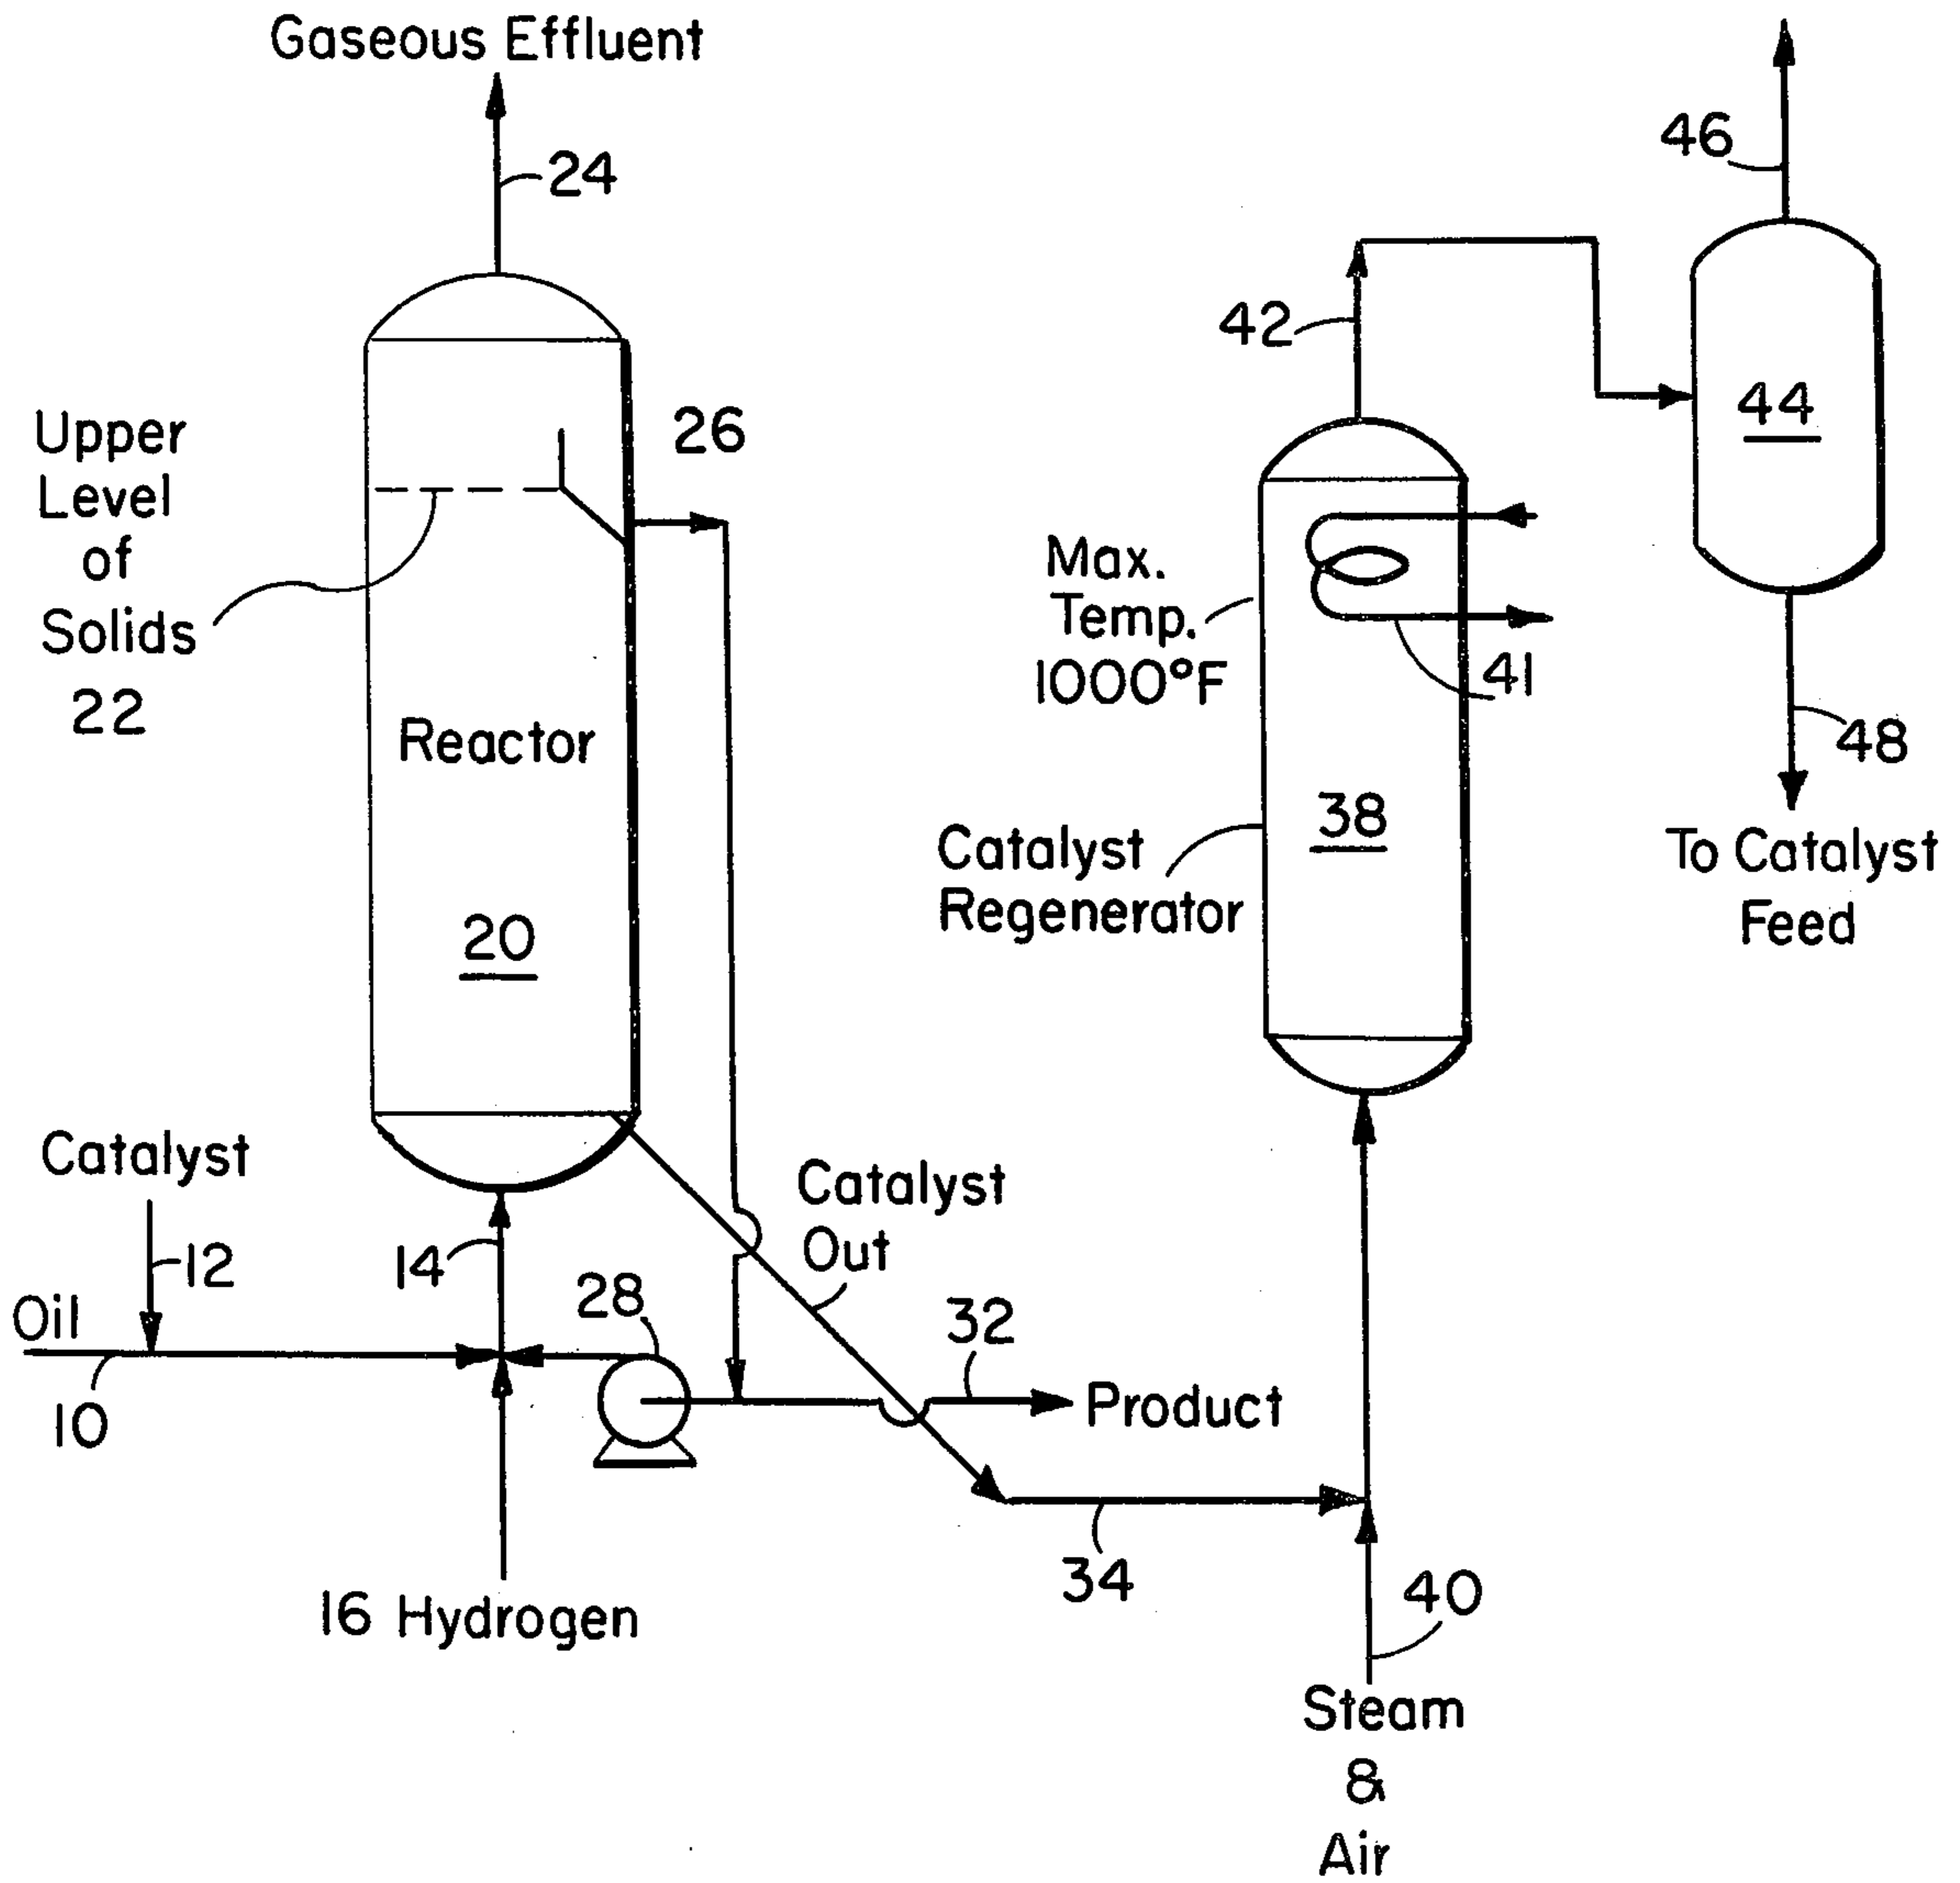 Gaseous Effluent
24
46
42
44
26
Upper
Level
of
Solids
22
Max.
Temp.
1000°F
41
48
Reactor
38
Catalyst
Regenerator
To Catalyst
Feed
20
Catalyst
12
14
Catalyst
Out
28
32
Oil
10
Product
34
40
16 Hydrogen
Steam
&
Air